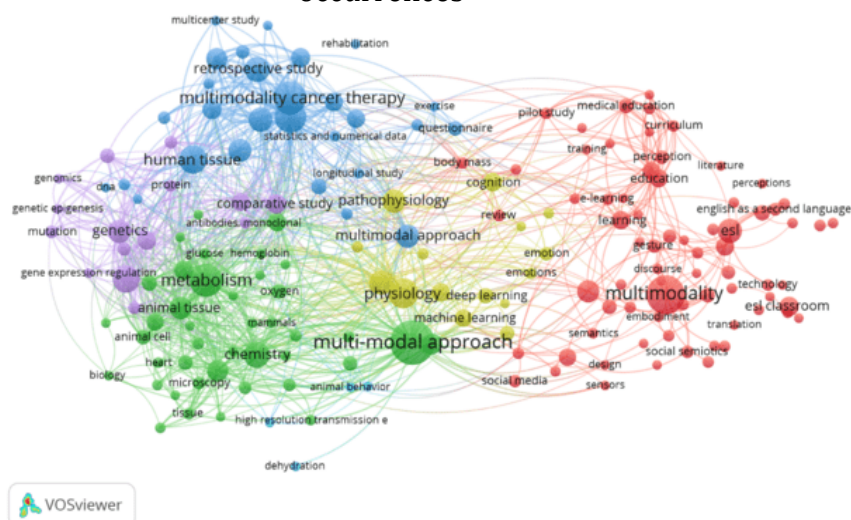 occurrences
multicenter study
rehabilitation
retrospective study
multimodality cancer therapy
exercise
statistics and numerical data
questionnaire
pilot study
medical education
curriculum
training
human tissue
body mass
perception
literature
longitudinal study
genomics
dna
protein
cognition
education
perceptions
comparative study
pathophysiology
e-learning
genetic epigenesis
review
english as a second language
antibodies, monoclonal
learning
mutation
genetics
multimodal approach
esl
glucose
hemoglobin
emotion
gesture
gene expression regulation
metabolism
emotions
discourse
oxygen
physiology
deep learning
multimodality
technology
animal tissue
esl classroom
mammals
machine learning
embodiment
translation
animal cell
multi-modal approach
semantics
heart
chemistry
social semiotics
biology
microscopy
animal behavior
social media
design
sensors
tissue
high resolution transmission e
dehydration
VOSviewer